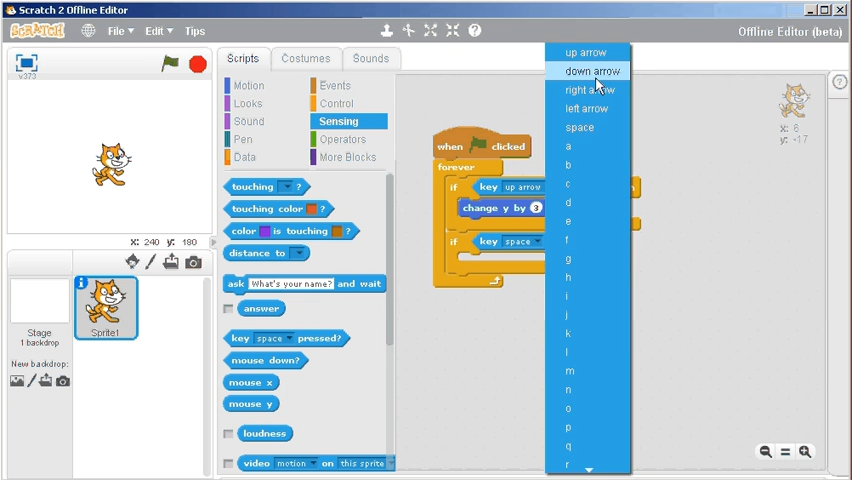 Scratch 2 Offline Editor
SCRATCH File Edit Tips Offline Editor (beta)
v373
Scripts Costumes Sounds
Motion Events
Looks Control
Sound Sensing
Pen Operators
Data More Blocks
touching ?
touching color ?
color is touching ?
distance to
ask What's your name? and wait
answer
key space pressed?
mouse down?
mouse x
mouse y
loudness
video motion on this sprite
X: 240 y: 180
Sprites
Stage
1 backdrop
New backdrop:
Sprite1
when clicked
forever
if key up arrow
change y by 3
if key space
up arrow
down arrow
right arrow
left arrow
space
a
b
c
d
e
f
g
h
i
j
k
l
m
n
o
p
q
r
x: 6
y: -17